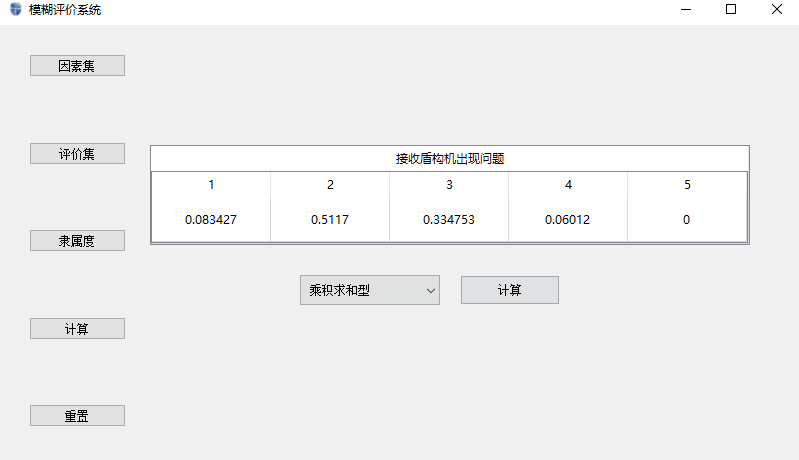 模糊评价系统
因素集
评价集
接收盾构机出现问题
1 2 3 4 5
0.083427 0.5117 0.334753 0.06012 0
隶属度
乘积求和型 计算
计算
重置